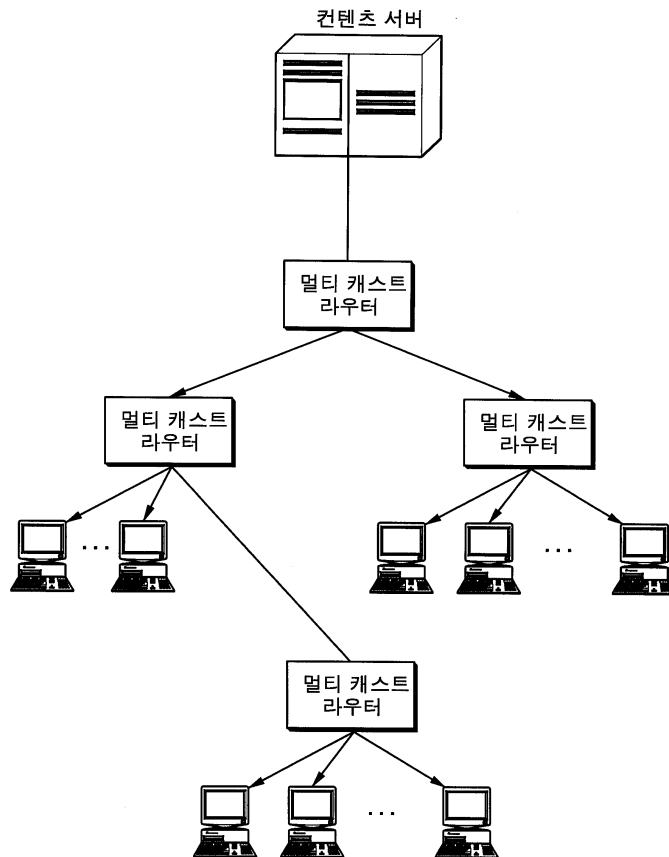 컨텐츠 서버
멀티 캐스트
라우터
멀티 캐스트
라우터
멀티 캐스트
라우터
...
...
멀티 캐스트
라우터
...